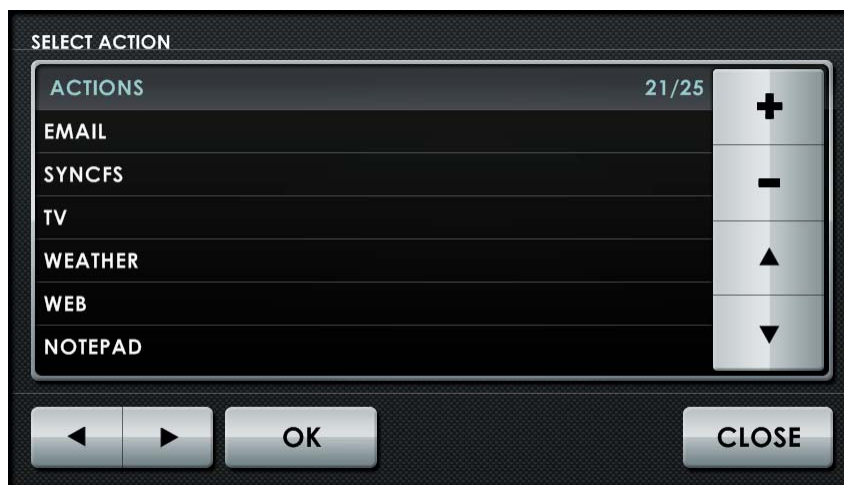 SELECT ACTION
ACTIONS 21/25
EMAIL
SYNCFS
TV
WEATHER
WEB
NOTEPAD
OK CLOSE